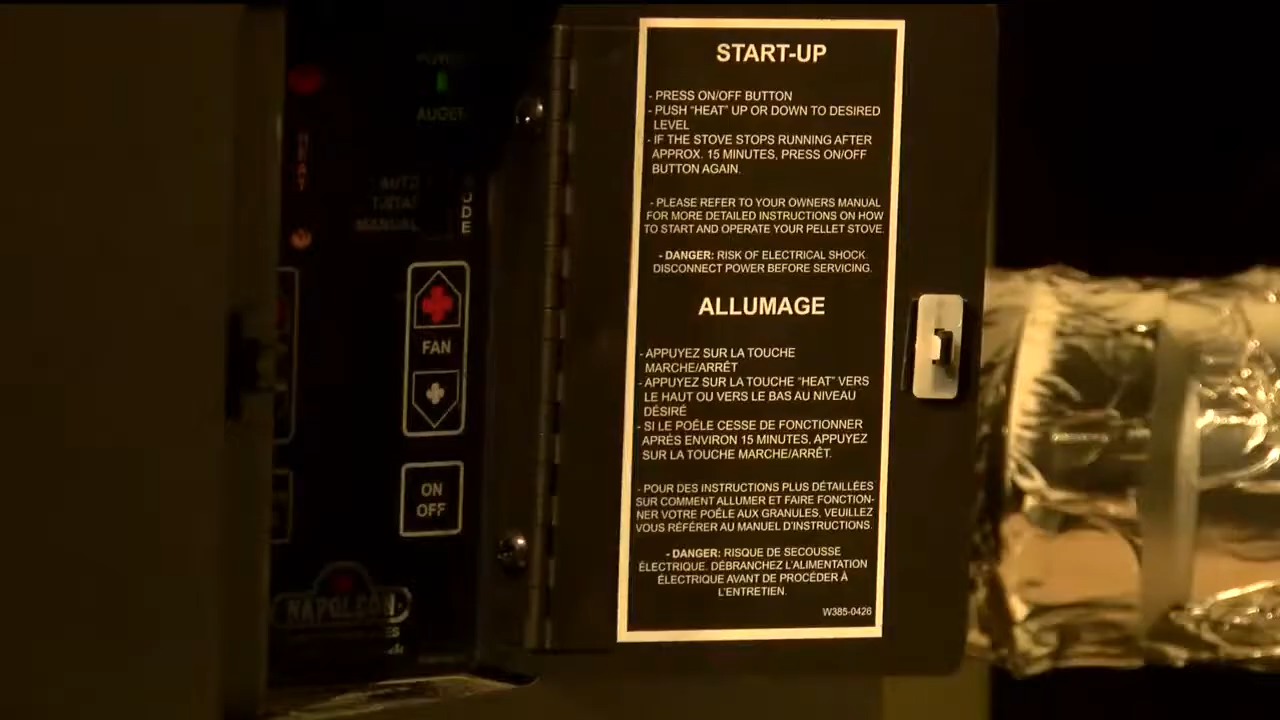 POWER
AUGER
HEAT
MODE
MANUAL
FAN
ON
OFF
NAPOLEON
START-UP
- PRESS ON/OFF BUTTON
- PUSH "HEAT" UP OR DOWN TO DESIRED
LEVEL
- IF THE STOVE STOPS RUNNING AFTER
APPROX. 15 MINUTES, PRESS ON/OFF
BUTTON AGAIN.
- PLEASE REFER TO YOUR OWNERS MANUAL
FOR MORE DETAILED INSTRUCTIONS ON HOW
TO START AND OPERATE YOUR PELLET STOVE.
- DANGER: RISK OF ELECTRICAL SHOCK
DISCONNECT POWER BEFORE SERVICING.
ALLUMAGE
- APPUYEZ SUR LA TOUCHE
MARCHE/ARRÊT
- APPUYEZ SUR LA TOUCHE "HEAT" VERS
LE HAUT OU VERS LE BAS AU NIVEAU
DÉSIRÉ
- SI LE POÊLE CESSE DE FONCTIONNER
APRÈS ENVIRON 15 MINUTES, APPUYEZ
SUR LA TOUCHE MARCHE/ARRÊT.
- POUR DES INSTRUCTIONS PLUS DÉTAILLÉES
SUR COMMENT ALLUMER ET FAIRE FONCTION-
NER VOTRE POÊLE AUX GRANULES, VEUILLEZ
VOUS RÉFÉRER AU MANUEL D'INSTRUCTIONS.
- DANGER: RISQUE DE SECOUSSE
ÉLECTRIQUE. DÉBRANCHEZ L'ALIMENTATION
ÉLECTRIQUE AVANT DE PROCÉDER À
L'ENTRETIEN.
W385-0426